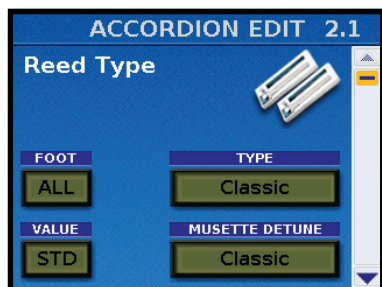 ACCORDION EDIT 2.1
Reed Type
FOOT TYPE
ALL Classic
VALUE MUSETTE DETUNE
STD Classic